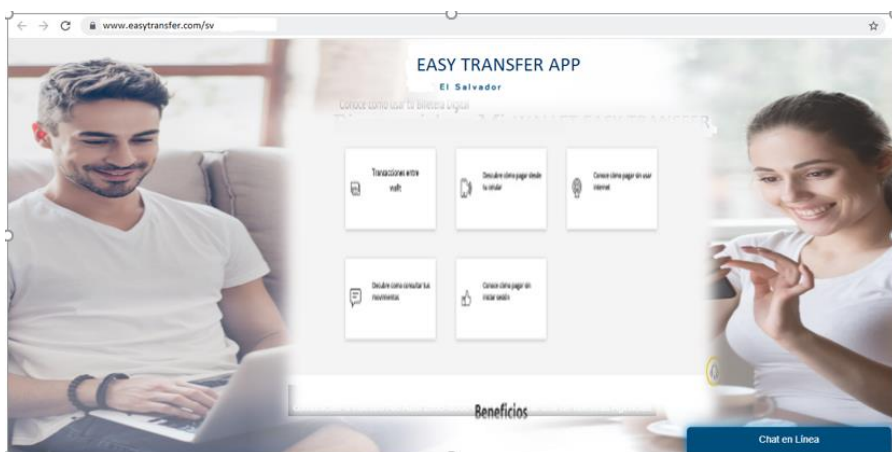 www.easytransfer.com/sv
EASY TRANSFER APP
El Salvador
Conoce como usar tu Billetera Digital
Transacciones entre
Descubre cómo pagar desde
tu celular
Conoce cómo pagar sin usar
internet
Descubre como consultar tus
movimientos
Conoce cómo pagar sin
iniciar sesión
Beneficios
Chat en Línea